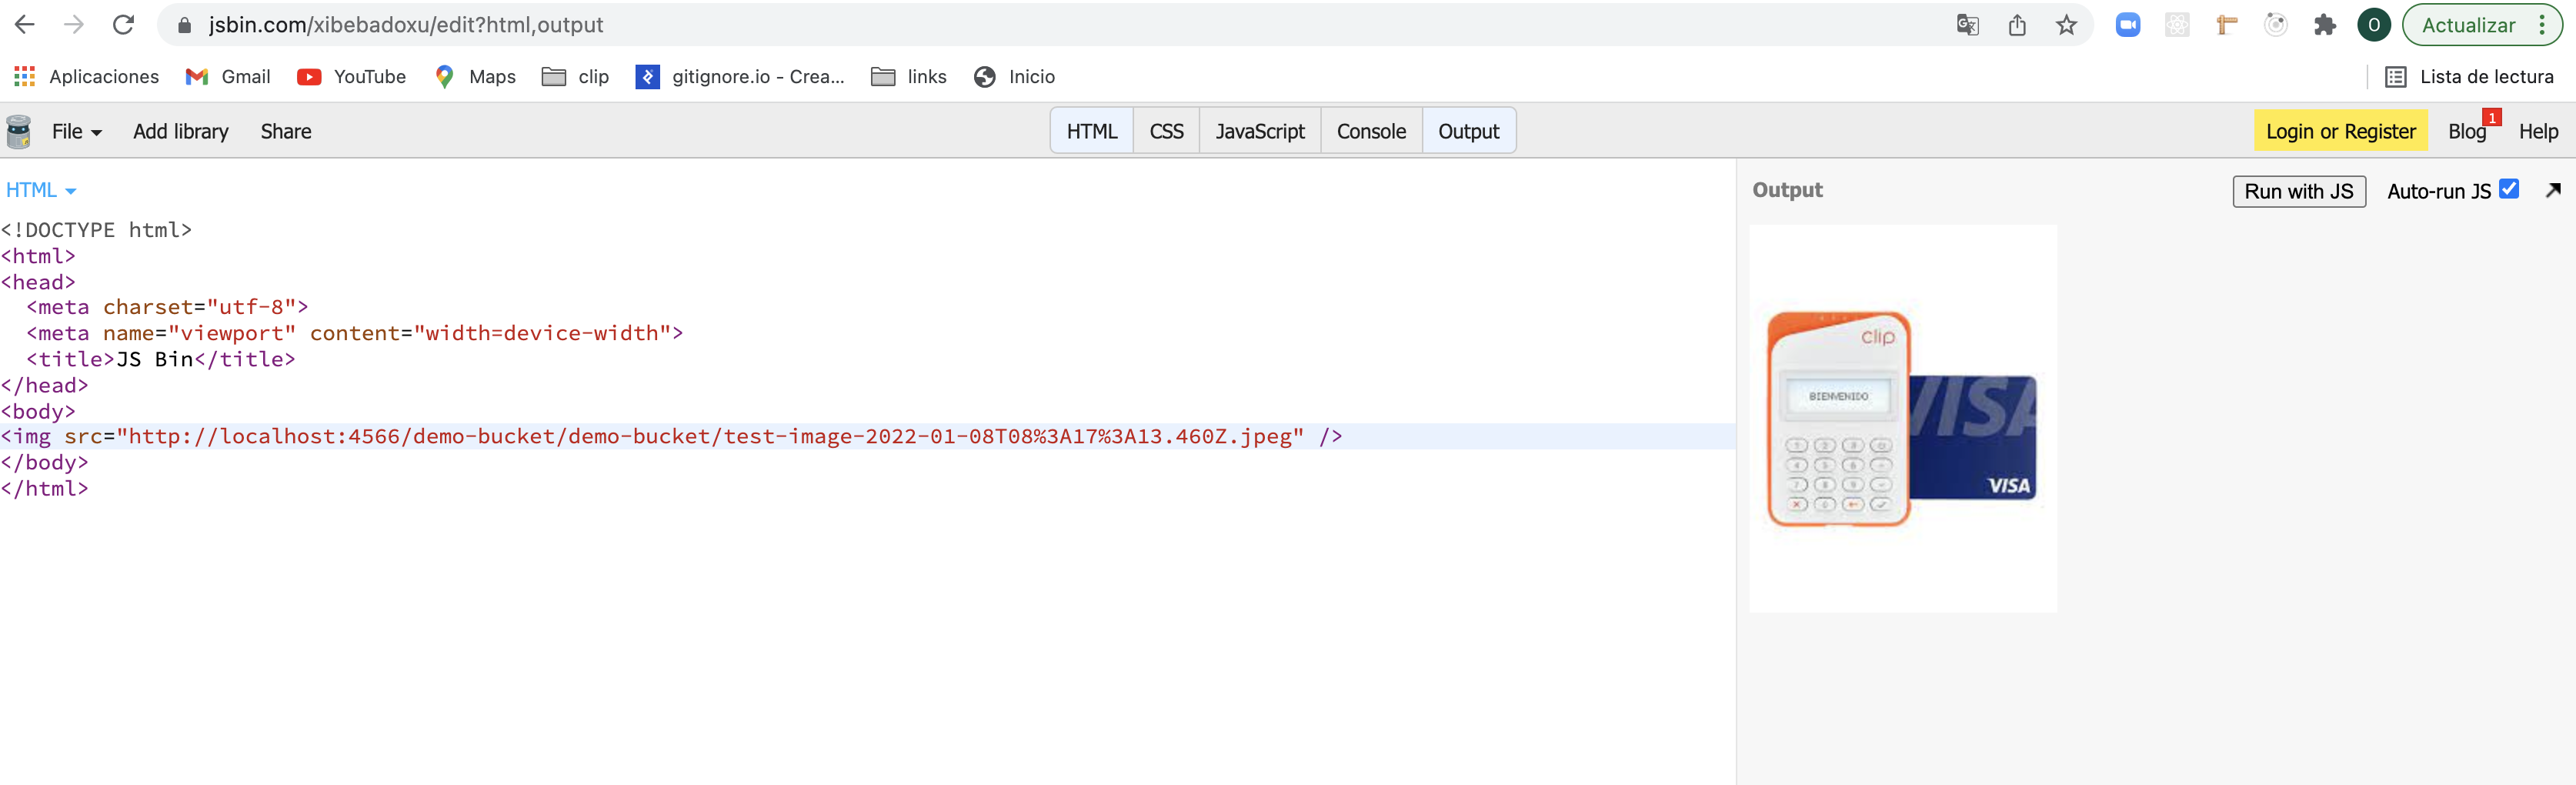 jsbin.com/xibebadoxu/edit?html,output
O
Actualizar
Aplicaciones
Gmail
YouTube
Maps
clip
gitignore.io - Crea...
links
Inicio
Lista de lectura
File
Add library
Share
HTML
CSS
JavaScript
Console
Output
Login or Register
Blog
1
Help
HTML
<!DOCTYPE html>
<html>
<head>
  <meta charset="utf-8">
  <meta name="viewport" content="width=device-width">
  <title>JS Bin</title>
</head>
<body>
<img src="http://localhost:4566/demo-bucket/demo-bucket/test-image-2022-01-08T08%3A17%3A13.460Z.jpeg" />
</body>
</html>
Output
Run with JS
Auto-run JS
clip
BIENVENIDO
VISA
VISA